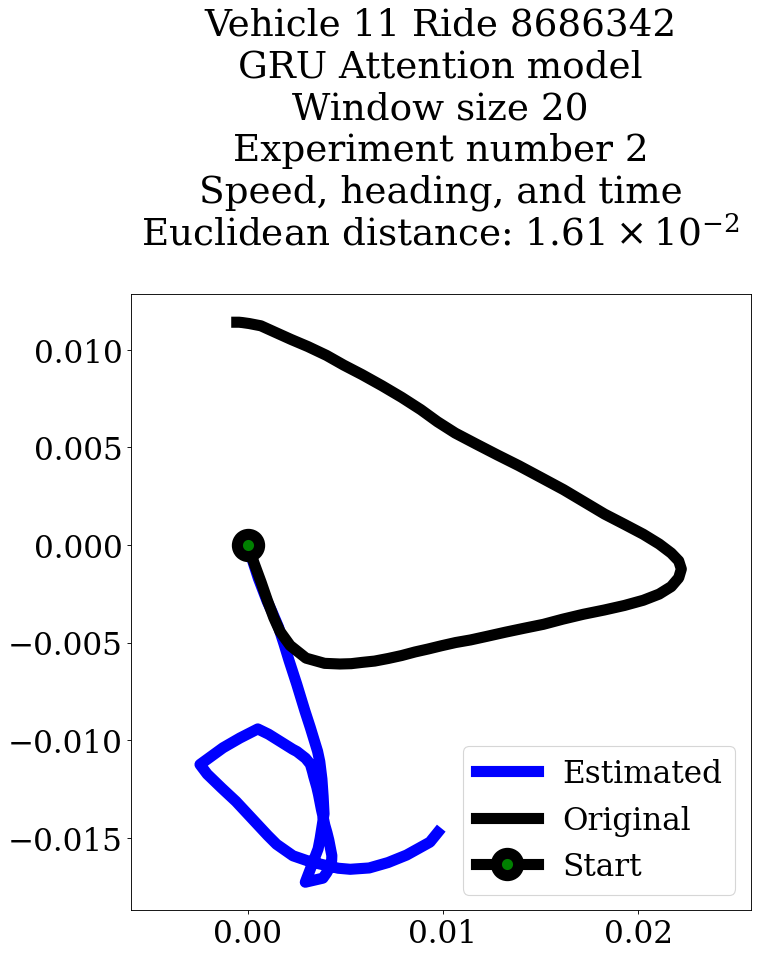 Vehicle 11 Ride 8686342
GRU Attention model
Window size 20
Experiment number 2
Speed, heading, and time
Euclidean distance: 1.61 × 10⁻²
0.010
0.005
0.000
−0.005
−0.010
−0.015
Estimated
Original
Start
0.00 0.01 0.02